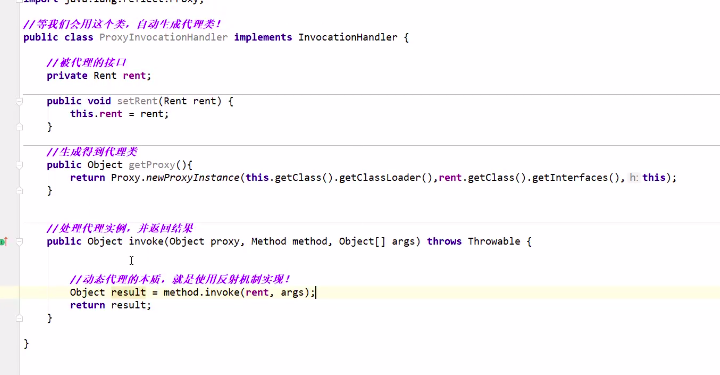 import java.lang.reflect.Proxy;
//等我们会用这个类，自动生成代理类！
public class ProxyInvocationHandler implements InvocationHandler {
//被代理的接口
private Rent rent;
public void setRent(Rent rent) {
this.rent = rent;
}
//生成得到代理类
public Object getProxy(){
return Proxy.newProxyInstance(this.getClass().getClassLoader(),rent.getClass().getInterfaces(), h: this);
}
//处理代理实例，并返回结果
public Object invoke(Object proxy, Method method, Object[] args) throws Throwable {
//动态代理的本质，就是使用反射机制实现！
Object result = method.invoke(rent, args);
return result;
}
}